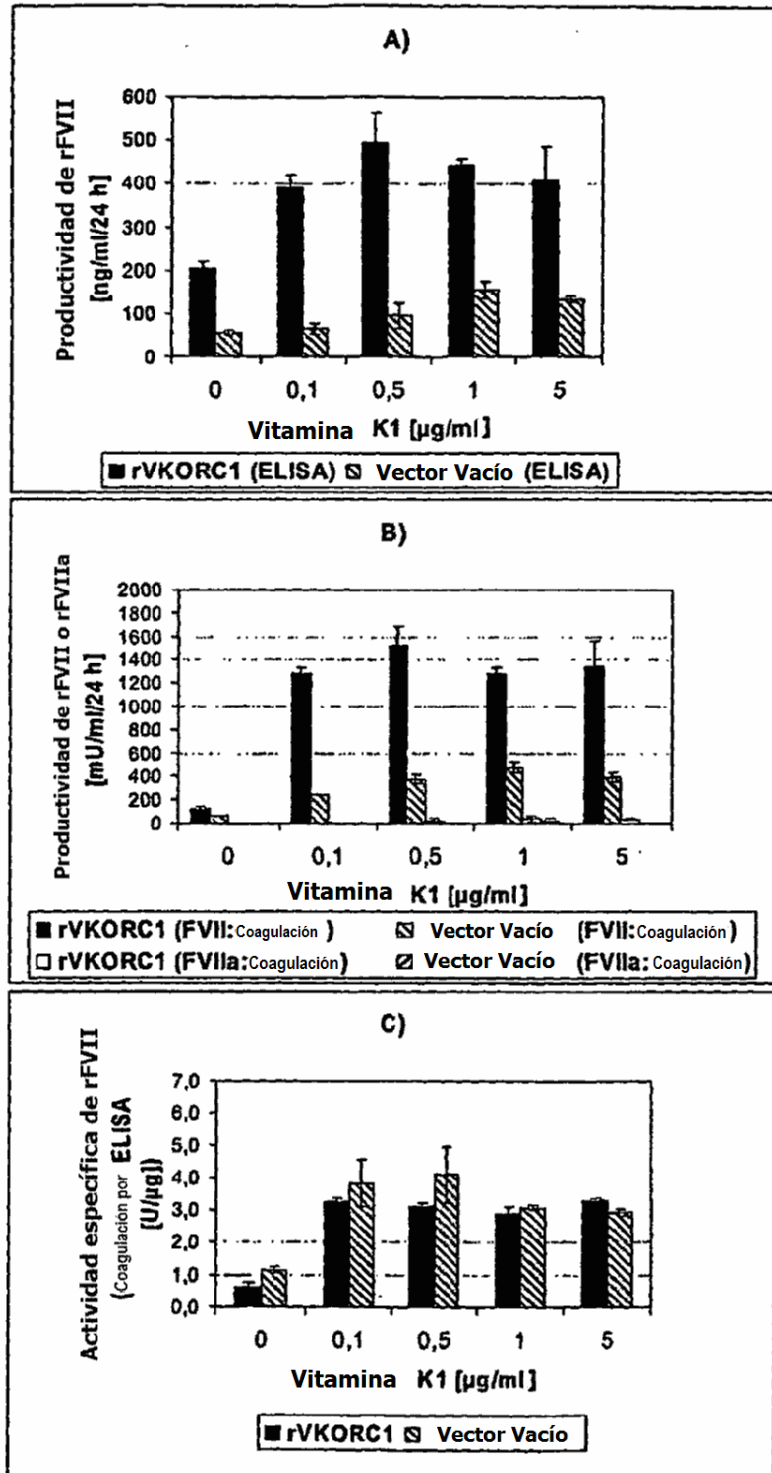 A)
Productividad de rFVII
[ng/ml/24 h]
600
500
400
300
200
100
0
0 0,1 0,5 1 5
Vitamina K1 [µg/ml]
■ rVKORC1 (ELISA) Vector Vacío (ELISA)
B)
Productividad de rFVII o rFVIIa
[mU/ml/24 h]
2000
1800
1600
1400
1200
1000
800
600
400
200
0
0 0,1 0,5 1 5
Vitamina K1 [µg/ml]
■ rVKORC1 (FVII:Coagulación ) Vector Vacío (FVII:Coagulación )
□ rVKORC1 (FVIIa:Coagulación) Vector Vacío (FVIIa: Coagulación)
C)
Actividad específica de rFVII
(Coagulación por ELISA
[U/µg])
7,0
6,0
5,0
4,0
3,0
2,0
1,0
0,0
0 0,1 0,5 1 5
Vitamina K1 [µg/ml]
■ rVKORC1 Vector Vacío